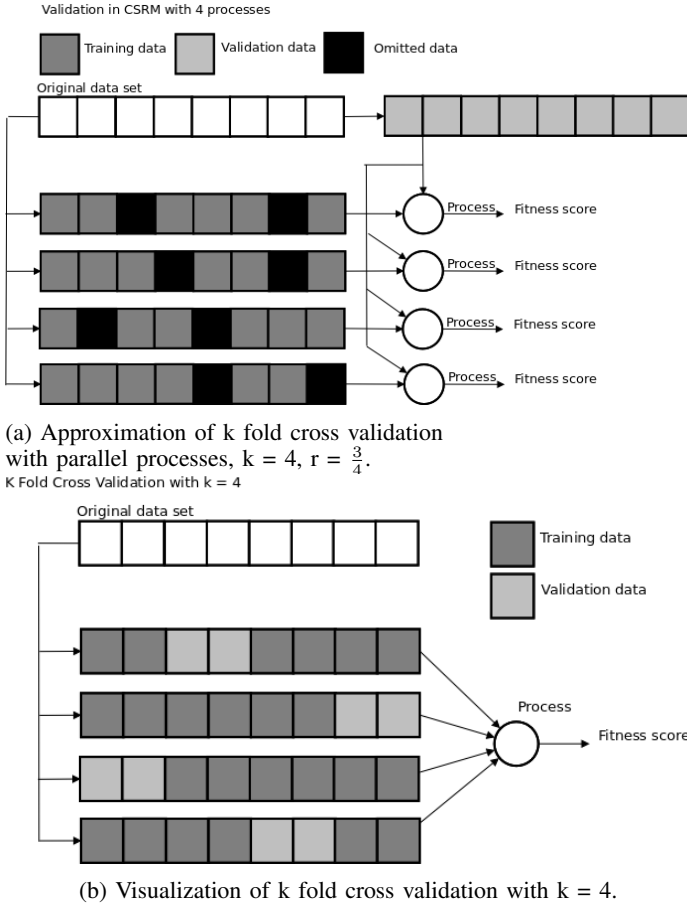 Validation in CSRM with 4 processes
Training data
Validation data
Omitted data
Original data set
Process
Fitness score
Process
Fitness score
Process
Fitness score
Process
Fitness score
(a) Approximation of k fold cross validation
with parallel processes, k = 4, r = 3/4.
K Fold Cross Validation with k = 4
Original data set
Training data
Validation data
Process
Fitness score
(b) Visualization of k fold cross validation with k = 4.